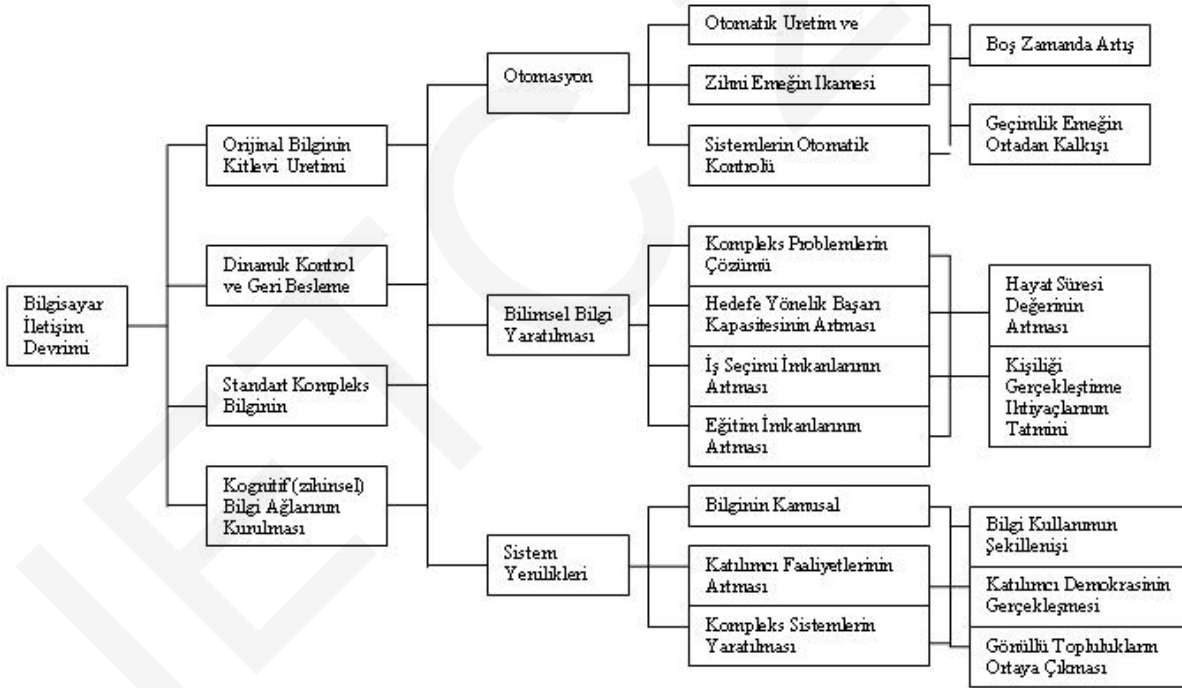 Bilgisayar
İletişim
Devrimi
Orijinal Bilginin
Kitlevi Uretimi
Dinamik Kontrol
ve Geri Besleme
Standart Kompleks
Bilginin
Kognitif (zihinsel)
Bilgi Ağlarının
Kurulması
Otomasyon
Bilimsel Bilgi
Yaratılması
Sistem
Yenilikleri
Otomatik Uretim ve
Zihni Emeğin Ikamesi
Sistemlerin Otomatik
Kontrolü
Kompleks Problemlerin
Çözümü
Hedefe Yönelik Başarı
Kapasitesinin Artması
İş Seçimi İmkanlarının
Artması
Eğitim İmkanlarının
Artması
Bilginin Kamusal
Katılımcı Faaliyetlerinin
Artması
Kompleks Sistemlerin
Yaratılması
Boş Zamanda Artış
Geçimlik Emeğin
Ortadan Kalkışı
Hayat Süresi
Değerinin
Artması
Kişiliği
Gerçekleştirme
Ihtiyaçlarının
Tatmini
Bilgi Kullanımın
Şekillenişi
Katılımcı Demokrasinin
Gerçekleşmesi
Gönüllü Toplulukların
Ortaya Çıkması
IETC